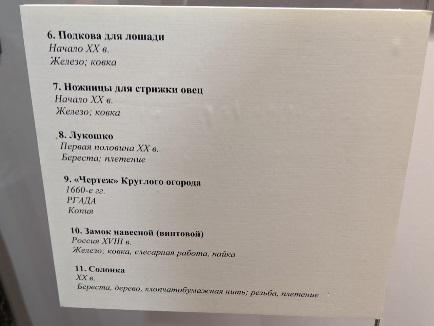 6. Подкова для лошади
Начало XX в.
Железо; ковка
7. Ножницы для стрижки овец
Начало XX в.
Железо; ковка
8. Лукошко
Первая половина XX в.
Береста; плетение
9. «Чертеж» Круглого огорода
1660-е гг.
РГАДА
Копия
10. Замок навесной (винтовой)
Россия XVIII в.
Железо; ковка, слесарная работа, пайка
11. Солонка
XX в.
Береста, дерево, хлопчатобумажная нить; резьба, плетение